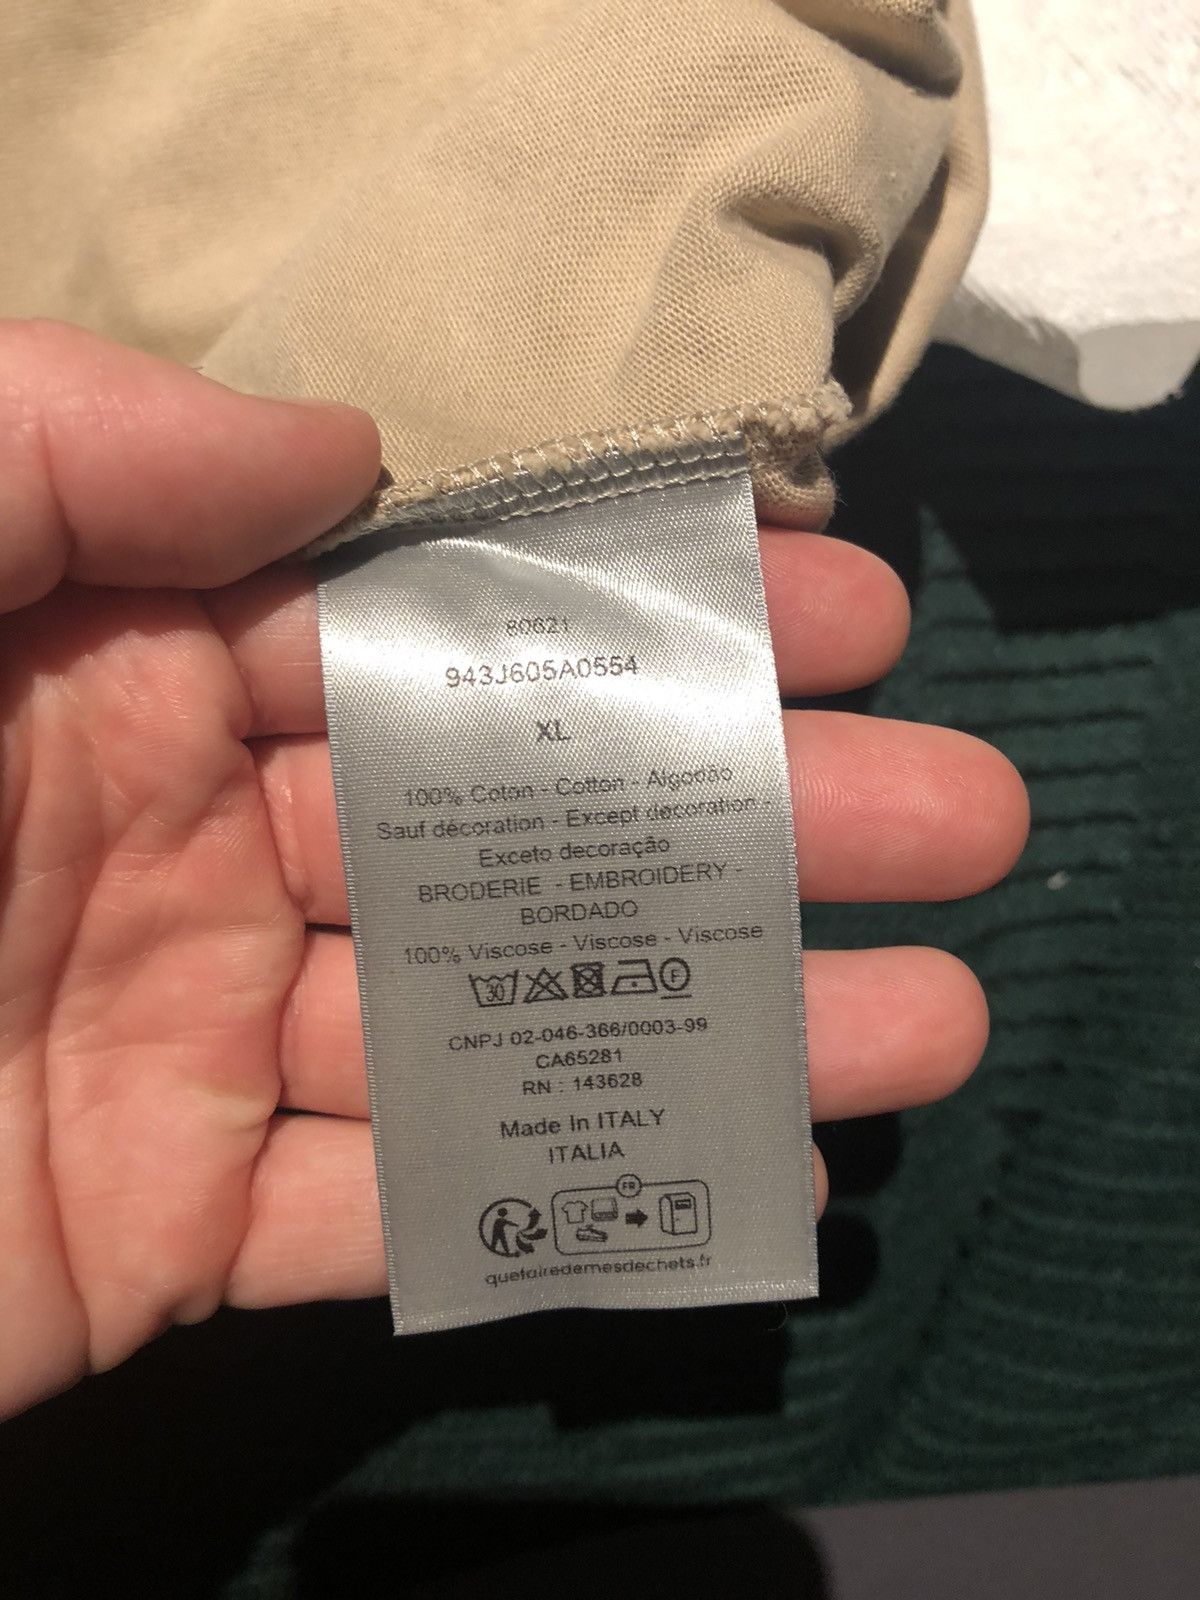 80621
943J605A0554
XL
100% Coton - Cotton - Algodão
Sauf décoration - Except decoration -
Exceto decoração
BRODERIE - EMBROIDERY -
BORDADO
100% Viscose - Viscose - Viscose
30 F
CNPJ 02-046-366/0003-99
CA65281
RN : 143628
Made In ITALY
ITALIA
FR
quefairedemesdechets.fr